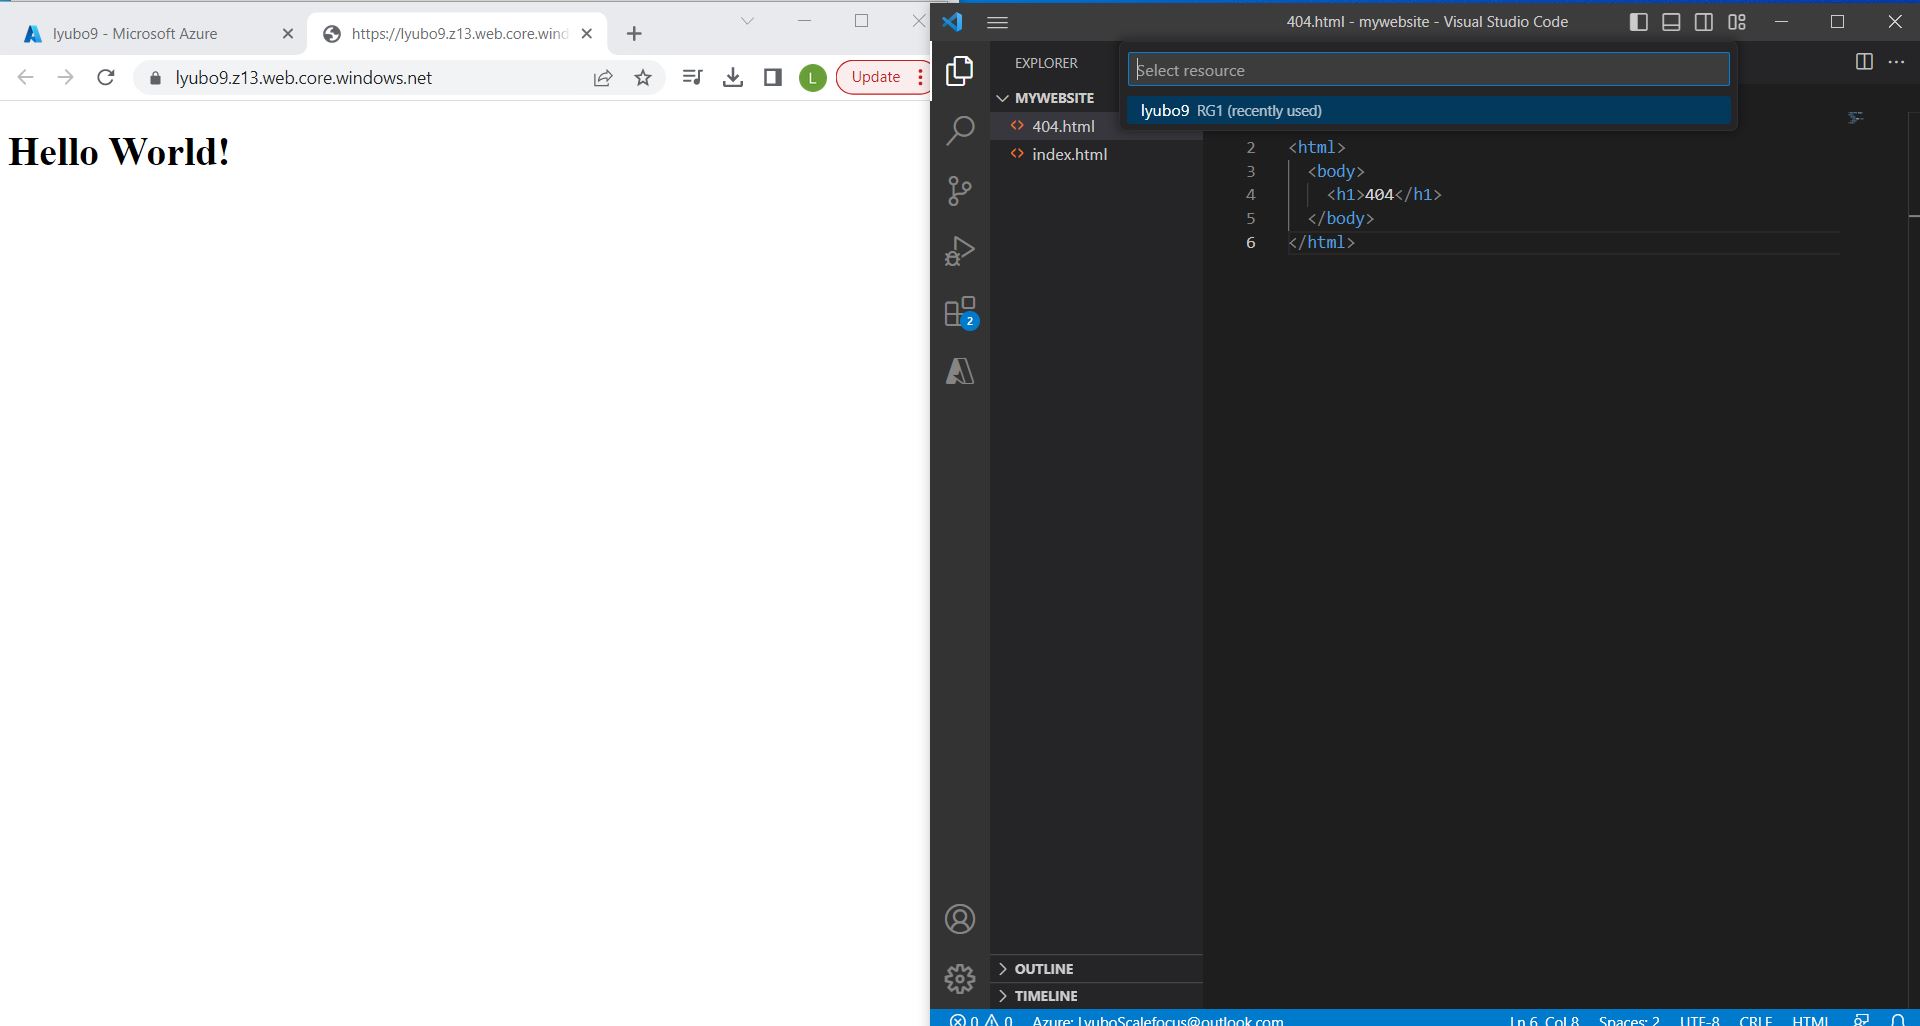 lyubo9 - Microsoft Azure
https://lyubo9.z13.web.core.wind
lyubo9.z13.web.core.windows.net
L
Update
Hello World!
404.html - mywebsite - Visual Studio Code
EXPLORER
Select resource
lyubo9 RG1 (recently used)
MYWEBSITE
404.html
index.html
2 <html>
3 <body>
4 <h1>404</h1>
5 </body>
6 </html>
2
OUTLINE
TIMELINE
0 0 Azure: LyuboScalefocus@outlook.com Ln 6, Col 8 Spaces: 2 UTF-8 CRLF HTML